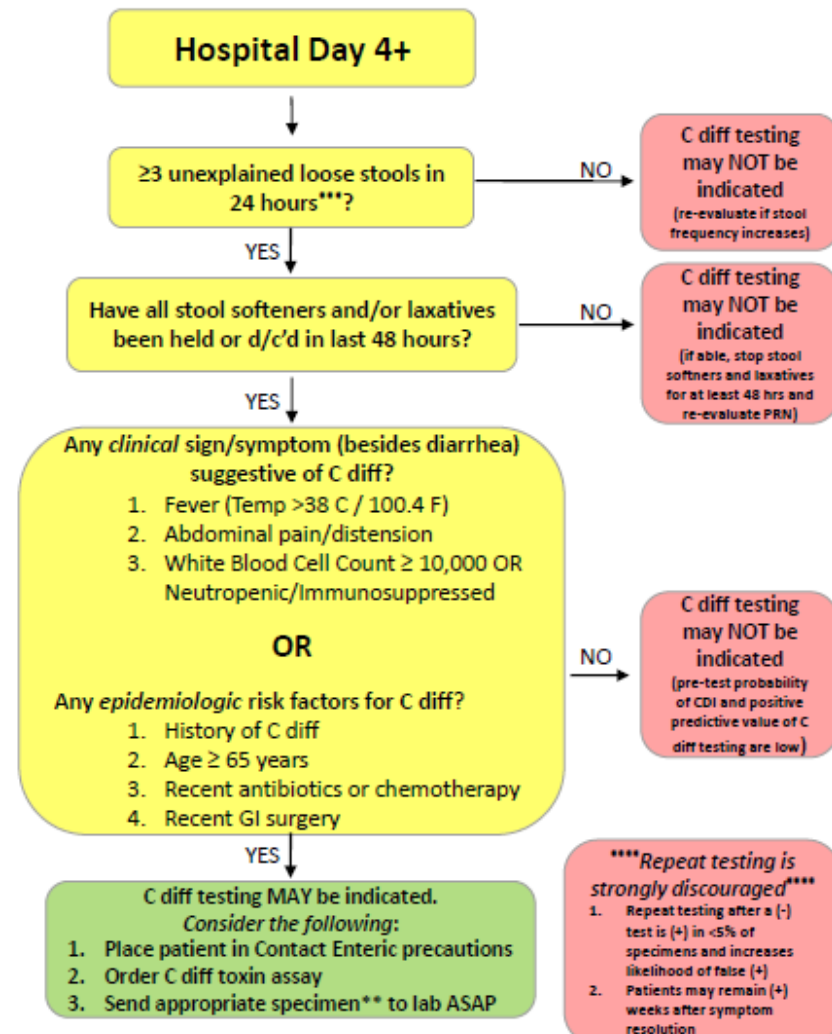 Hospital Day 4+
≥3 unexplained loose stools in
24 hours***?
NO
C diff testing
may NOT be
indicated
(re-evaluate if stool
frequency increases)
YES
Have all stool softeners and/or laxatives
been held or d/c'd in last 48 hours?
NO
C diff testing
may NOT be
indicated
(if able, stop stool
softners and laxatives
for at least 48 hrs and
re-evaluate PRN)
YES
Any clinical sign/symptom (besides diarrhea)
suggestive of C diff?
1. Fever (Temp >38 C / 100.4 F)
2. Abdominal pain/distension
3. White Blood Cell Count ≥ 10,000 OR
Neutropenic/Immunosuppressed
OR
Any epidemiologic risk factors for C diff?
1. History of C diff
2. Age ≥ 65 years
3. Recent antibiotics or chemotherapy
4. Recent GI surgery
NO
C diff testing
may NOT be
indicated
(pre-test probability
of CDI and positive
predictive value of C
diff testing are low)
YES
C diff testing MAY be indicated.
Consider the following:
1. Place patient in Contact Enteric precautions
2. Order C diff toxin assay
3. Send appropriate specimen** to lab ASAP
****Repeat testing is
strongly discouraged****
1. Repeat testing after a (-)
test is (+) in <5% of
specimens and increases
likelihood of false (+)
2. Patients may remain (+)
weeks after symptom
resolution